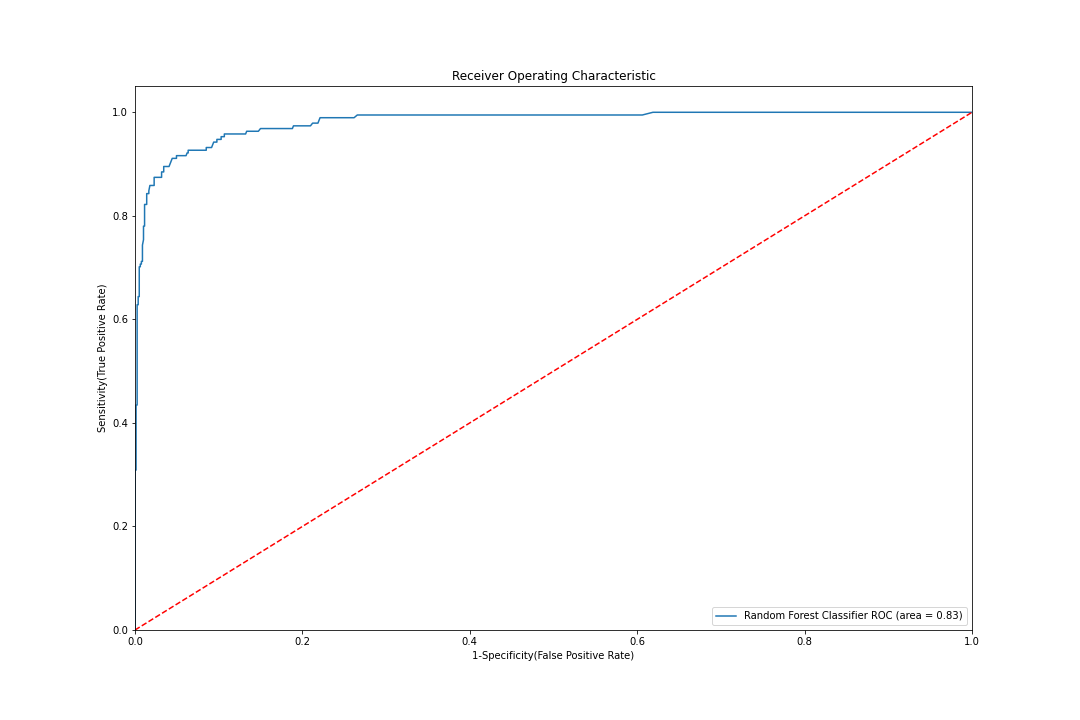 Receiver Operating Characteristic
1.0
0.8
0.6
0.4
0.2
0.0
Sensitivity(True Positive Rate)
0.0 0.2 0.4 0.6 0.8 1.0
1-Specificity(False Positive Rate)
Random Forest Classifier ROC (area = 0.83)